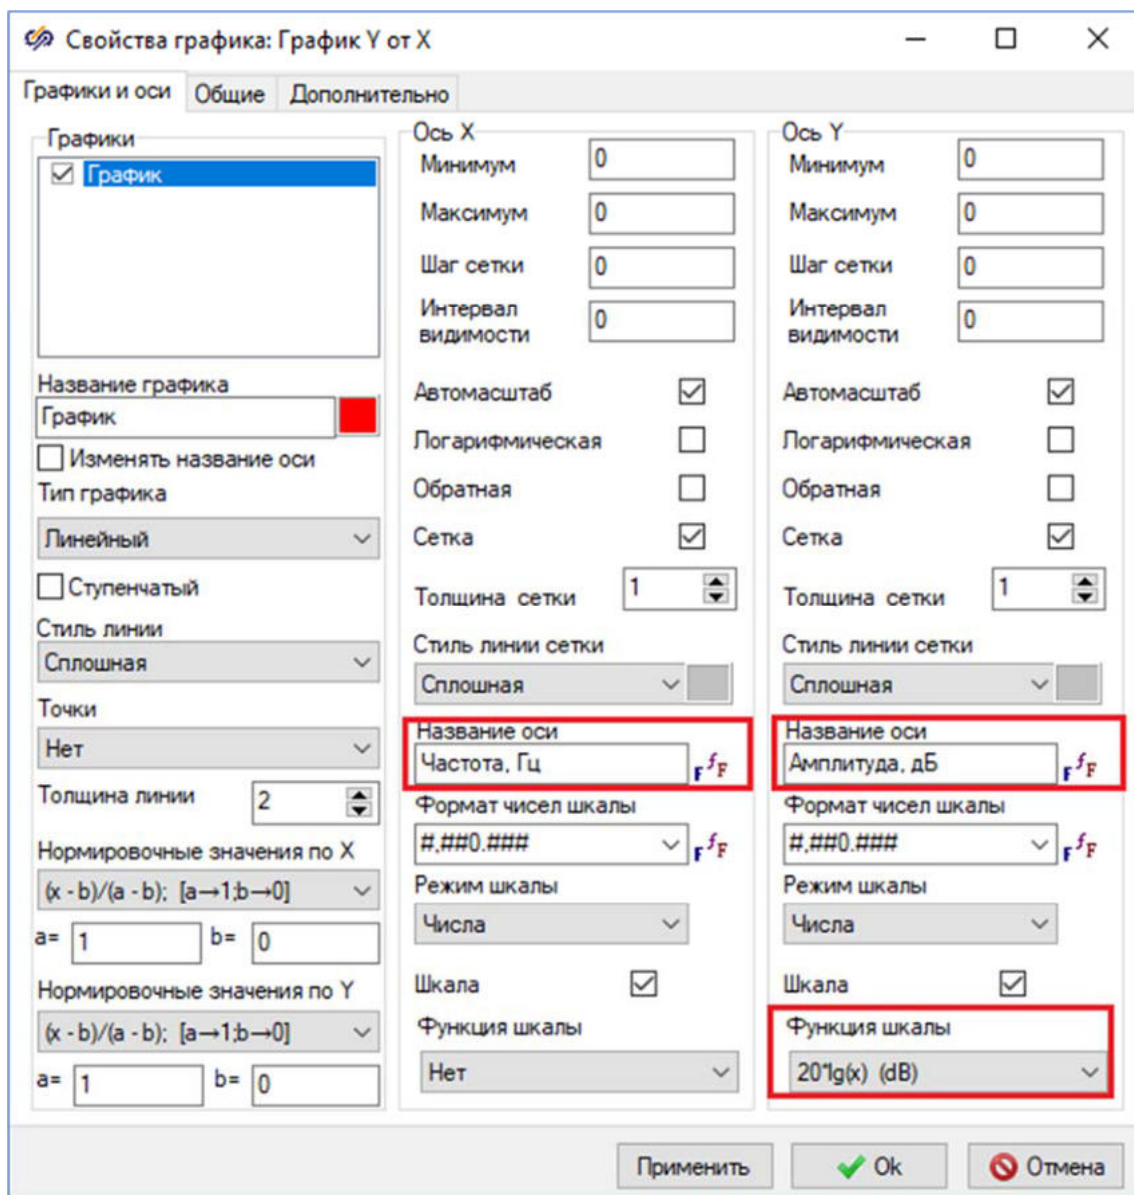 Свойства графика: График Y от X
Графики и оси Общие Дополнительно
Графики
График
Название графика
График
Изменять название оси
Тип графика
Линейный
Ступенчатый
Стиль линии
Сплошная
Точки
Нет
Толщина линии 2
Нормировочные значения по X
(x - b)/(a - b); [a→1;b→0]
a= 1 b= 0
Нормировочные значения по Y
(x - b)/(a - b); [a→1;b→0]
a= 1 b= 0
Ось X
Минимум 0
Максимум 0
Шаг сетки 0
Интервал
видимости 0
Автомасштаб
Логарифмическая
Обратная
Сетка
Толщина сетки 1
Стиль линии сетки
Сплошная
Название оси
Частота, Гц F f F
Формат чисел шкалы
#,##0.### F f F
Режим шкалы
Числа
Шкала
Функция шкалы
Нет
Ось Y
Минимум 0
Максимум 0
Шаг сетки 0
Интервал
видимости 0
Автомасштаб
Логарифмическая
Обратная
Сетка
Толщина сетки 1
Стиль линии сетки
Сплошная
Название оси
Амплитуда, дБ F f F
Формат чисел шкалы
#,##0.### F f F
Режим шкалы
Числа
Шкала
Функция шкалы
20*lg(x) (dB)
Применить Ok Отмена